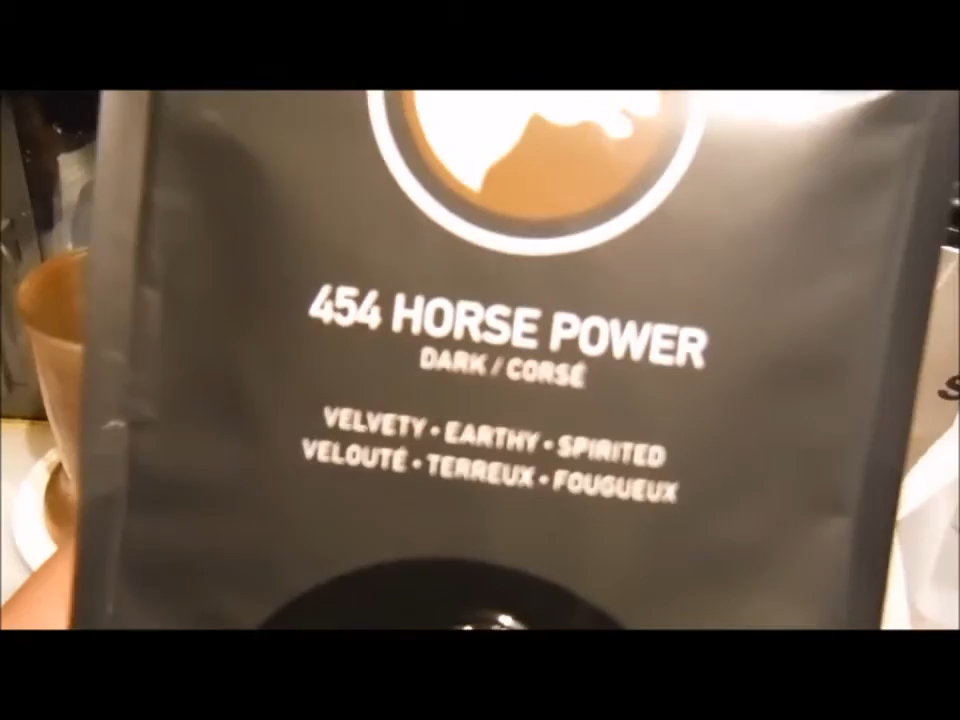 454 HORSE POWER
DARK / CORSÉ
VELVETY • EARTHY • SPIRITED
VELOUTÉ • TERREUX • FOUGUEUX